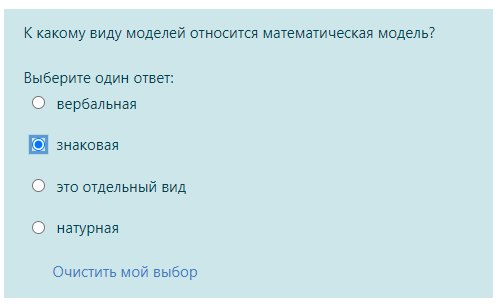 К какому виду моделей относится математическая модель?
Выберите один ответ:
вербальная
знаковая
это отдельный вид
натурная
Очистить мой выбор